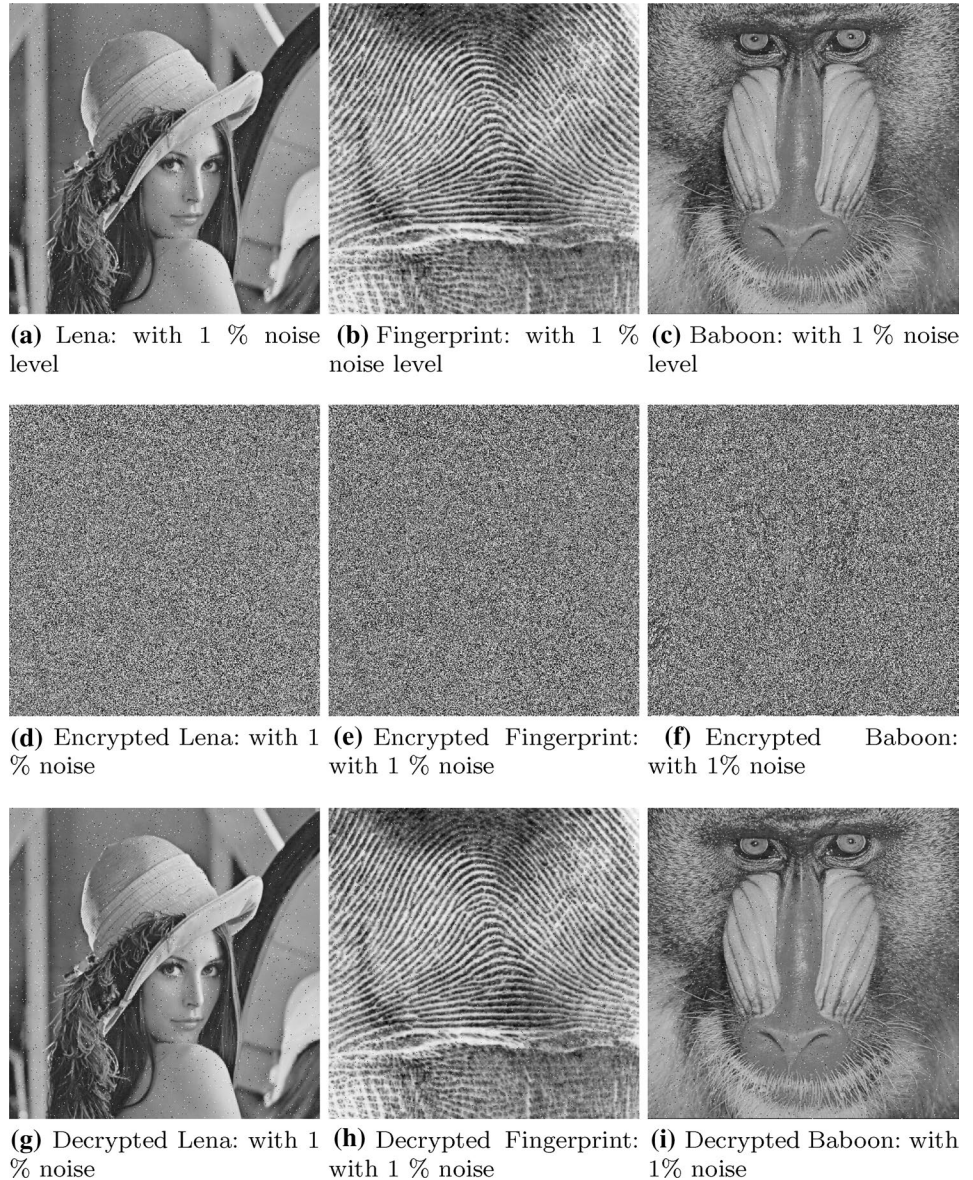 (a) Lena: with 1 % noise
level
(b) Fingerprint: with 1 %
noise level
(c) Baboon: with 1 % noise
level
(d) Encrypted Lena: with 1
% noise
(e) Encrypted Fingerprint:
with 1 % noise
(f) Encrypted Baboon:
with 1% noise
(g) Decrypted Lena: with 1
% noise
(h) Decrypted Fingerprint:
with 1 % noise
(i) Decrypted Baboon: with
1% noise